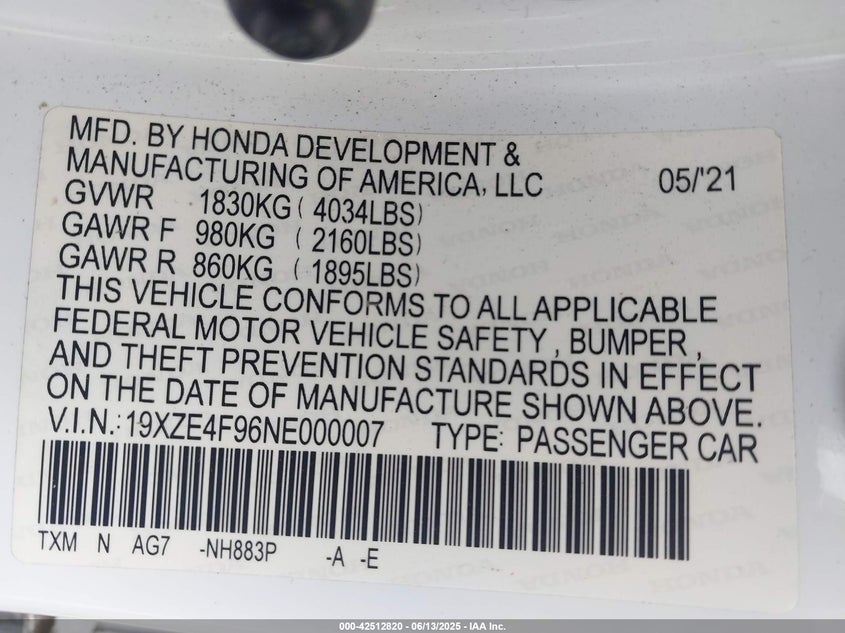 MFD. BY HONDA DEVELOPMENT &
MANUFACTURING OF AMERICA, LLC 05/'21
GVWR 1830KG ( 4034LBS)
GAWR F 980KG ( 2160LBS)
GAWR R 860KG ( 1895LBS)
THIS VEHICLE CONFORMS TO ALL APPLICABLE
FEDERAL MOTOR VEHICLE SAFETY , BUMPER ,
AND THEFT PREVENTION STANDARDS IN EFFECT
ON THE DATE OF MANUFACTURE SHOWN ABOVE.
V.I.N.: 19XZE4F96NE000007 TYPE: PASSENGER CAR
TXM N AG7 -NH883P -A -E
000-42512820 | 06/13/2025 - IAA Inc.